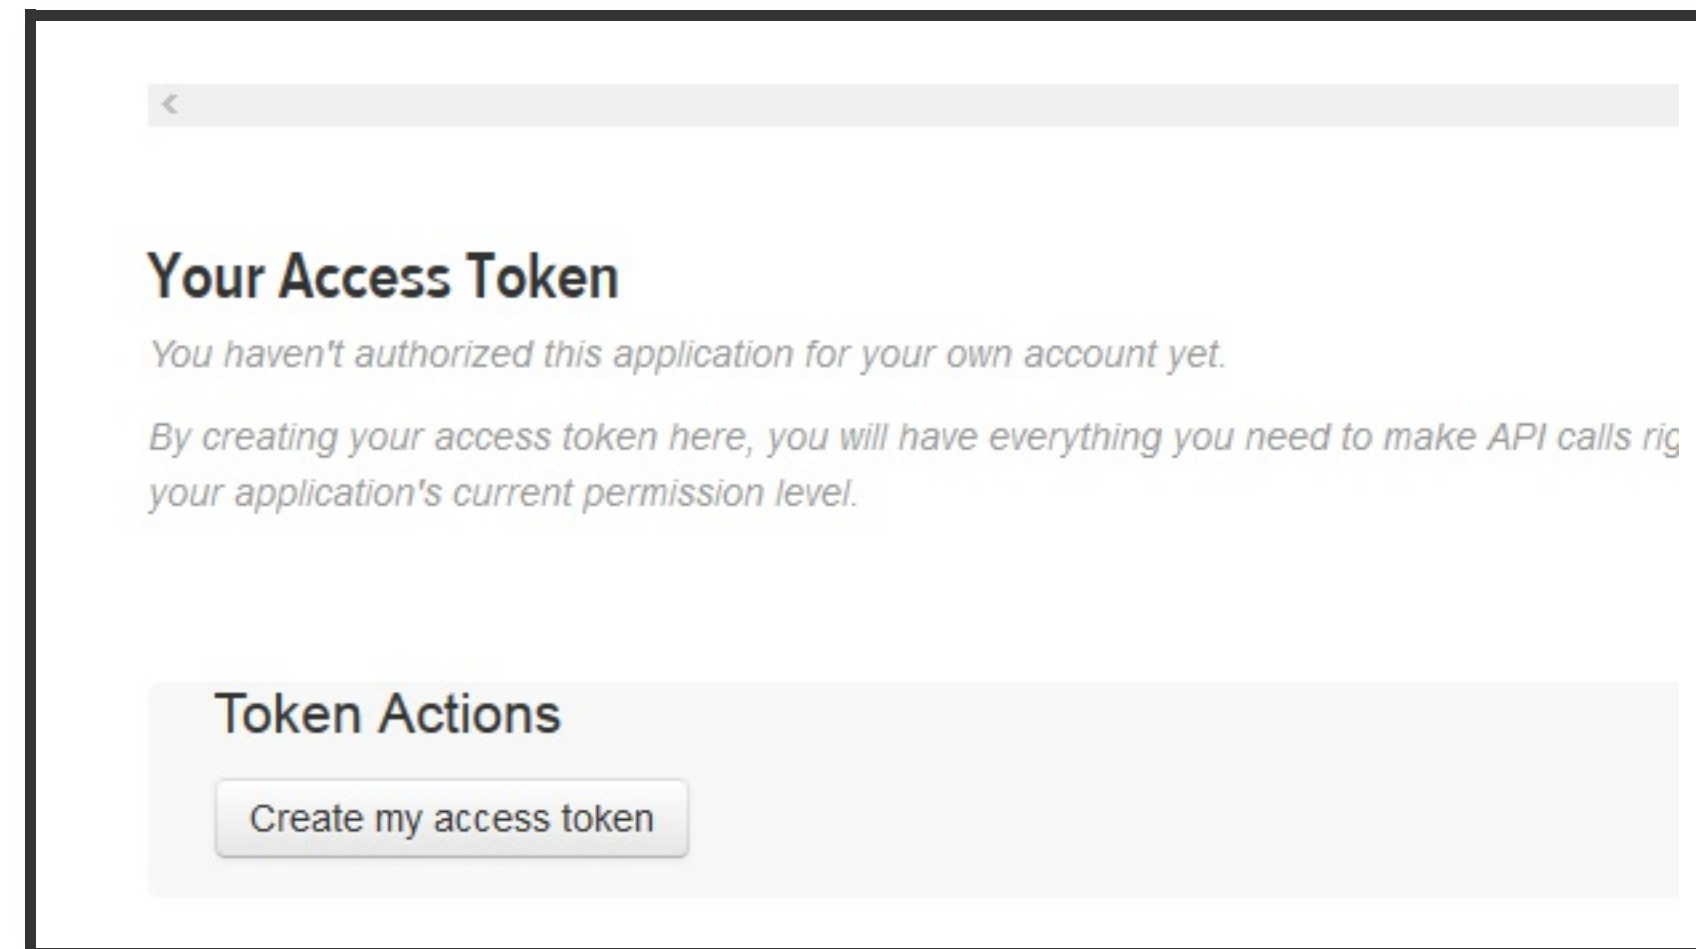 Your Access Token
You haven't authorized this application for your own account yet.
By creating your access token here, you will have everything you need to make API calls
your application's current permission level.
Token Actions
Create my access token